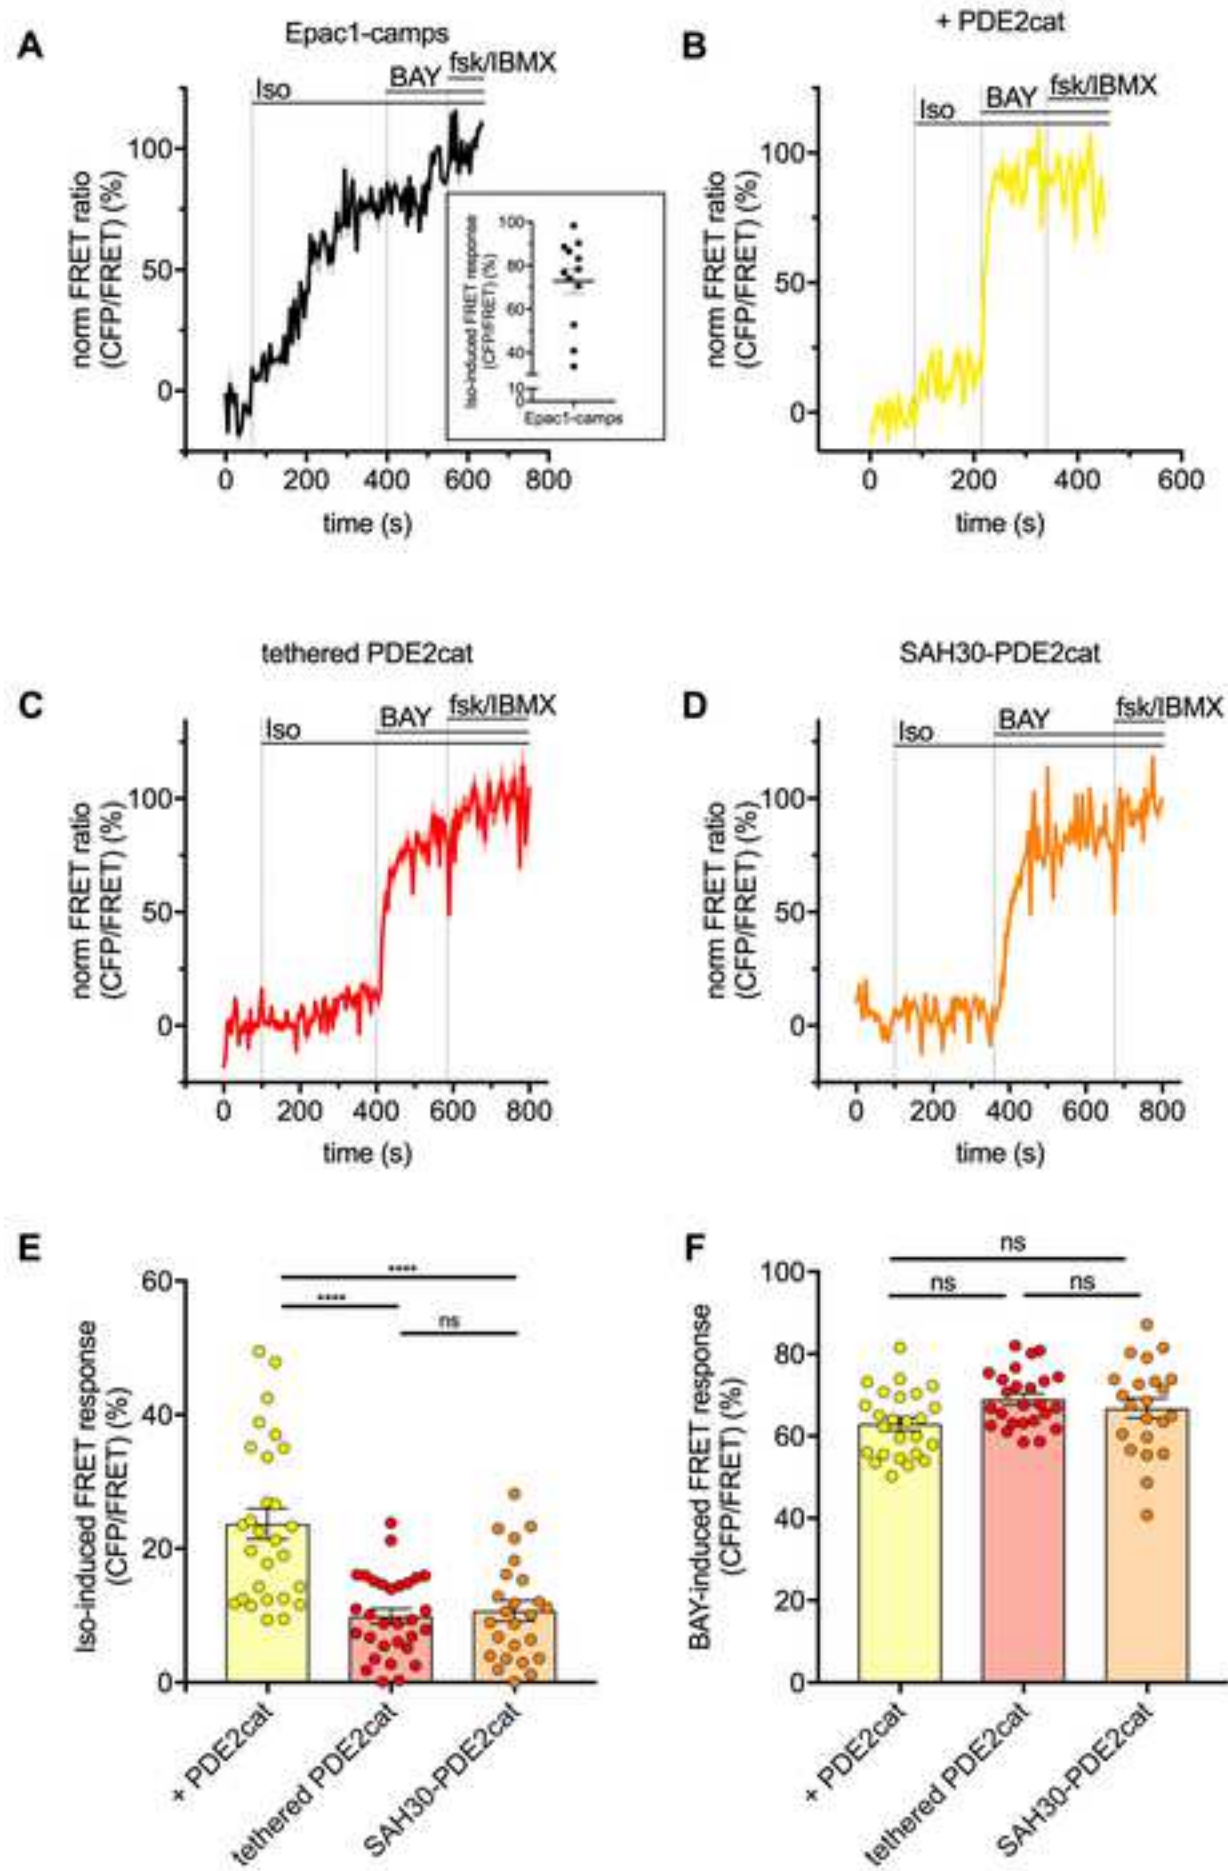 A
Epac1-camps
fsk/IBMX
BAY
Iso
norm FRET ratio
(CFP/FRET) (%)
100
50
0
0 200 400 600 800
time (s)
Iso-induced FRET response
(CFP/FRET) (%)
100
80
60
40
10
0
Epac1-camps
B
+ PDE2cat
fsk/IBMX
BAY
Iso
norm FRET ratio
(CFP/FRET) (%)
100
50
0
0 200 400 600
time (s)
C
tethered PDE2cat
fsk/IBMX
BAY
Iso
norm FRET ratio
(CFP/FRET) (%)
100
50
0
0 200 400 600 800
time (s)
D
SAH30-PDE2cat
fsk/IBMX
BAY
Iso
norm FRET ratio
(CFP/FRET) (%)
100
50
0
0 200 400 600 800
time (s)
E
Iso-induced FRET response
(CFP/FRET) (%)
60
40
20
0
****
****
ns
+ PDE2cat
tethered PDE2cat
SAH30-PDE2cat
F
BAY-induced FRET response
(CFP/FRET) (%)
100
80
60
40
20
0
ns
ns
ns
+ PDE2cat
tethered PDE2cat
SAH30-PDE2cat